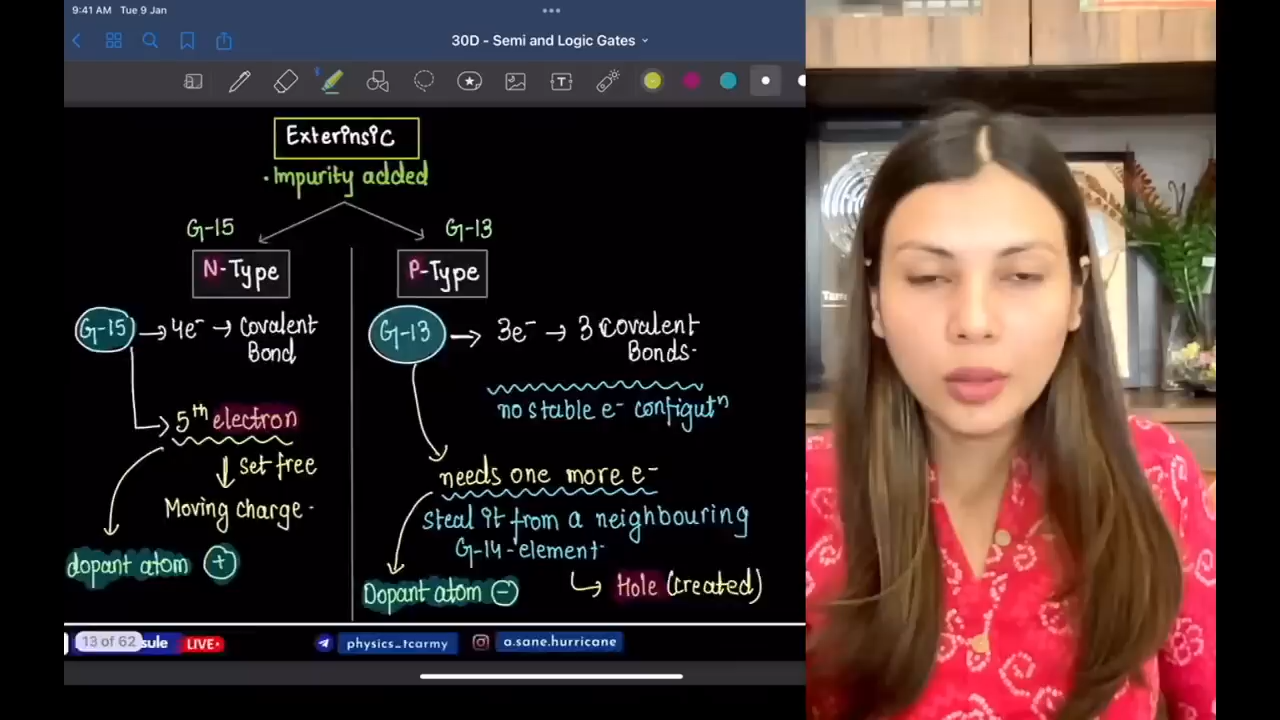 9:41 AM Tue 9 Jan
30D - Semi and Logic Gates
T
ExterinsiC
· Impurity added
G-15
G-13
N-Type
P-Type
G-15 → 4e⁻ → Covalent
Bond
G-13 → 3e⁻ → 3 Covalent
Bonds·
no stable e⁻ configutⁿ
5th electron
↓ Set free
Moving charge·
dopant atom +
needs one more e⁻
Steal it from a neighbouring
G-14-element
Hole (created)
Dopant atom −
13 of 62
sule LIVE
physics_tcarmy
a.sane.hurricane